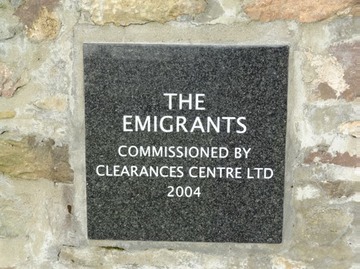 THE
EMIGRANTS
COMMISSIONED BY
CLEARANCES CENTRE LTD
2004